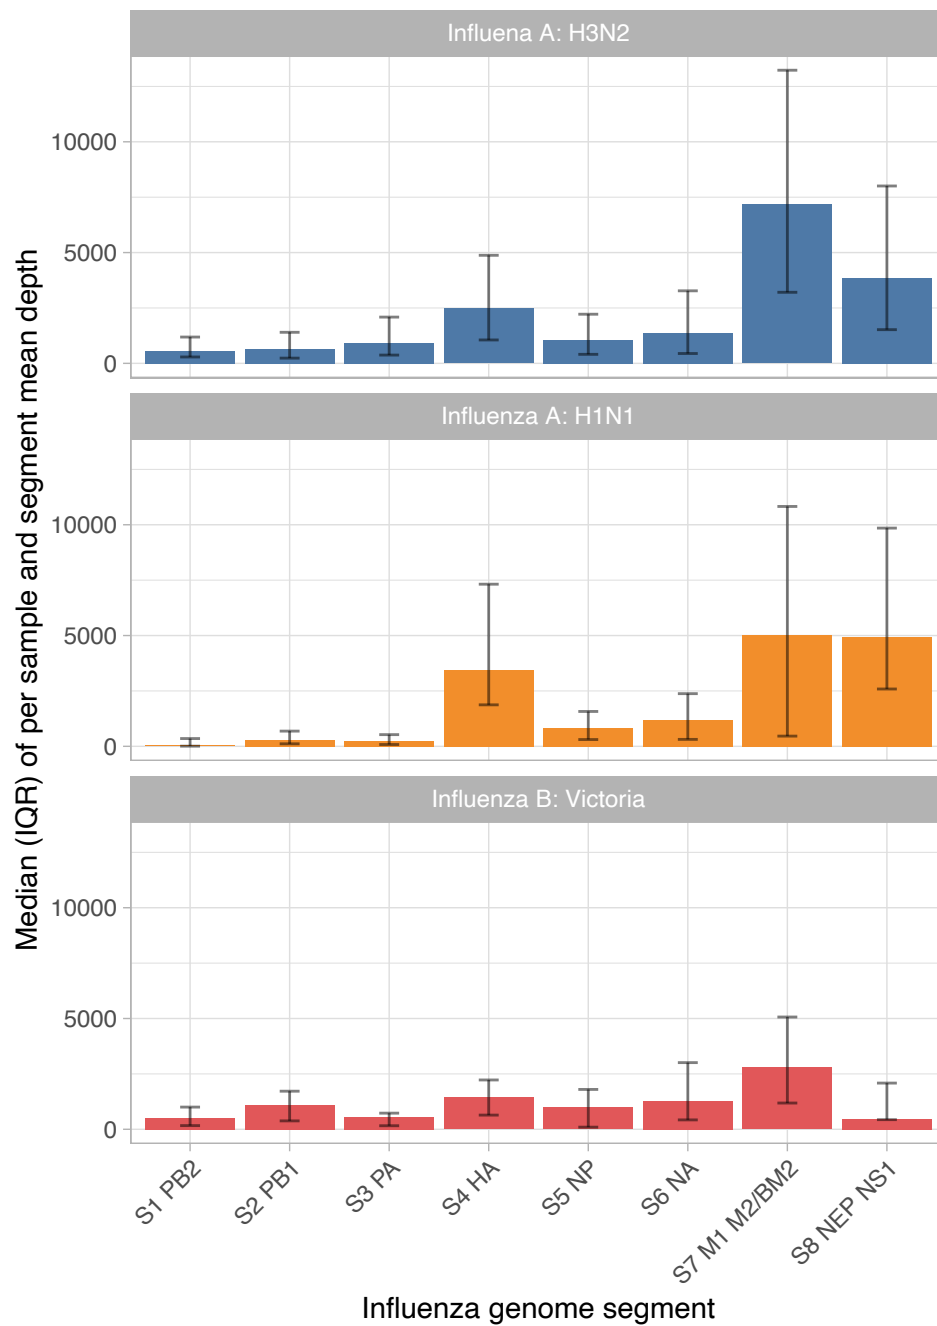 Influena A: H3N2
10000
5000
0
Influenza A: H1N1
10000
5000
0
Influenza B: Victoria
10000
5000
0
Median (IQR) of per sample and segment mean depth
S1 PB2
S2 PB1
S3 PA
S4 HA
S5 NP
S6 NA
S7 M1 M2/BM2
S8 NEP NS1
Influenza genome segment